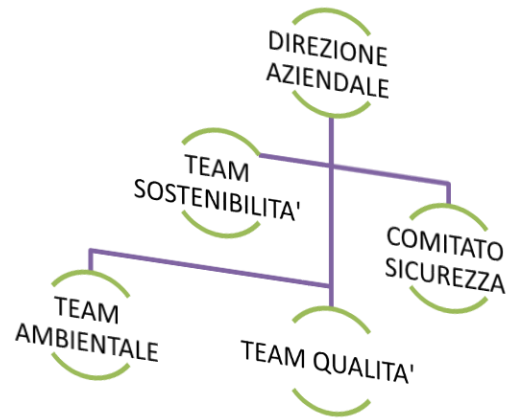 DIREZIONE
AZIENDALE
TEAM
SOSTENIBILITA'
COMITATO
SICUREZZA
TEAM
AMBIENTALE
TEAM QUALITA'